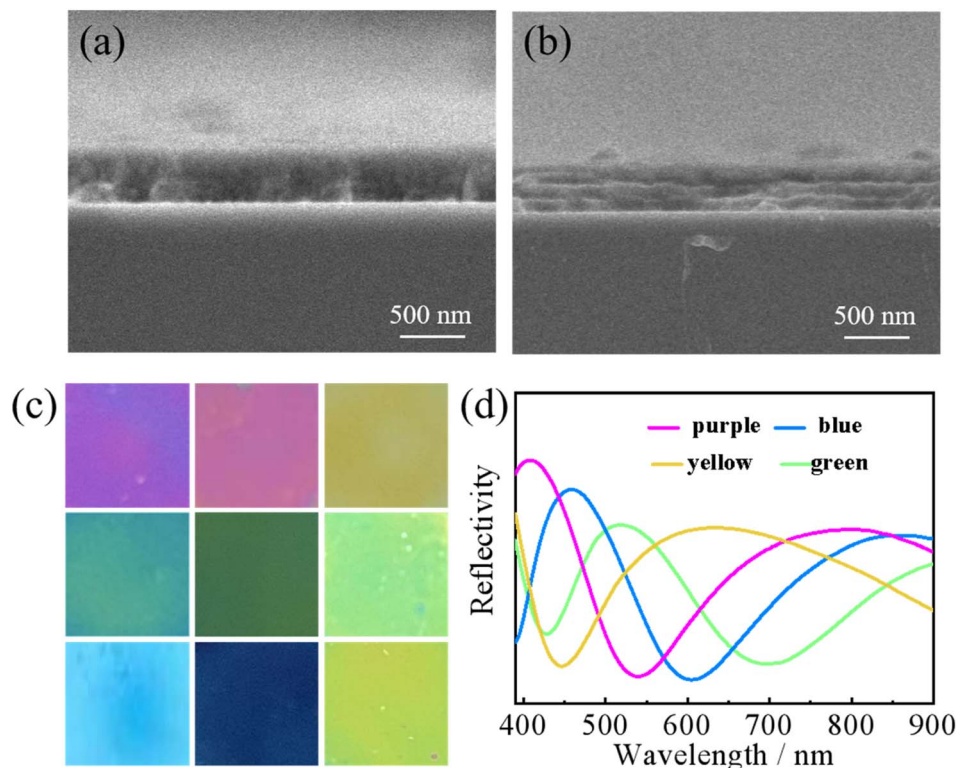 (a)
500 nm
(b)
500 nm
(c)
(d)
purple
blue
yellow
green
Reflectivity
400 500 600 700 800 900
Wavelength / nm